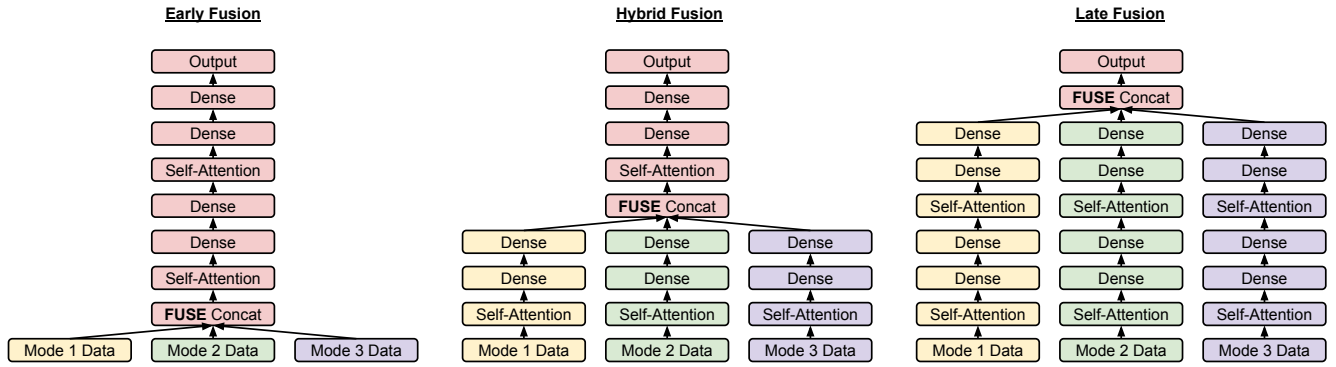 Early Fusion
Output
Dense
Dense
Self-Attention
Dense
Dense
Self-Attention
FUSE Concat
Mode 1 Data Mode 2 Data Mode 3 Data
Hybrid Fusion
Output
Dense
Dense
Self-Attention
FUSE Concat
Dense Dense Dense
Dense Dense Dense
Self-Attention Self-Attention Self-Attention
Mode 1 Data Mode 2 Data Mode 3 Data
Late Fusion
Output
FUSE Concat
Dense Dense Dense
Dense Dense Dense
Self-Attention Self-Attention Self-Attention
Dense Dense Dense
Dense Dense Dense
Self-Attention Self-Attention Self-Attention
Mode 1 Data Mode 2 Data Mode 3 Data